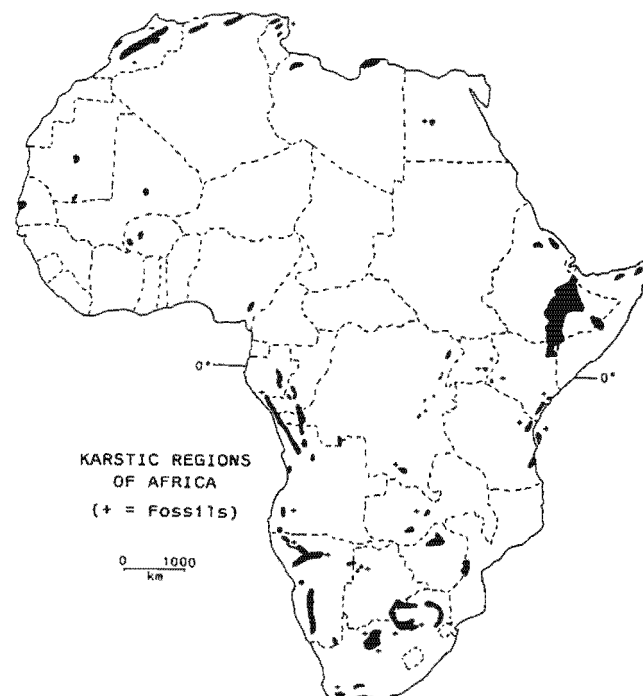 0°
0°
KARSTIC REGIONS
OF AFRICA
(+ = Fossils)
0 1000
km